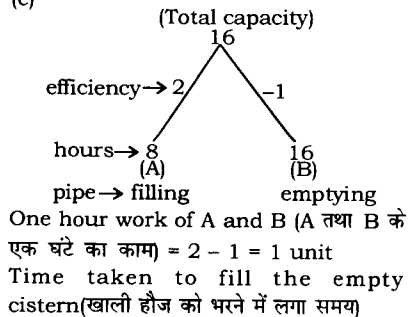 (c)
(Total capacity)
16
efficiency→ 2 –1
hours→ 8 16
(A) (B)
pipe→ filling emptying
One hour work of A and B (A तथा B के
एक घंटे का काम) = 2 – 1 = 1 unit
Time taken to fill the empty
cistern(खाली हौज को भरने में लगा समय)